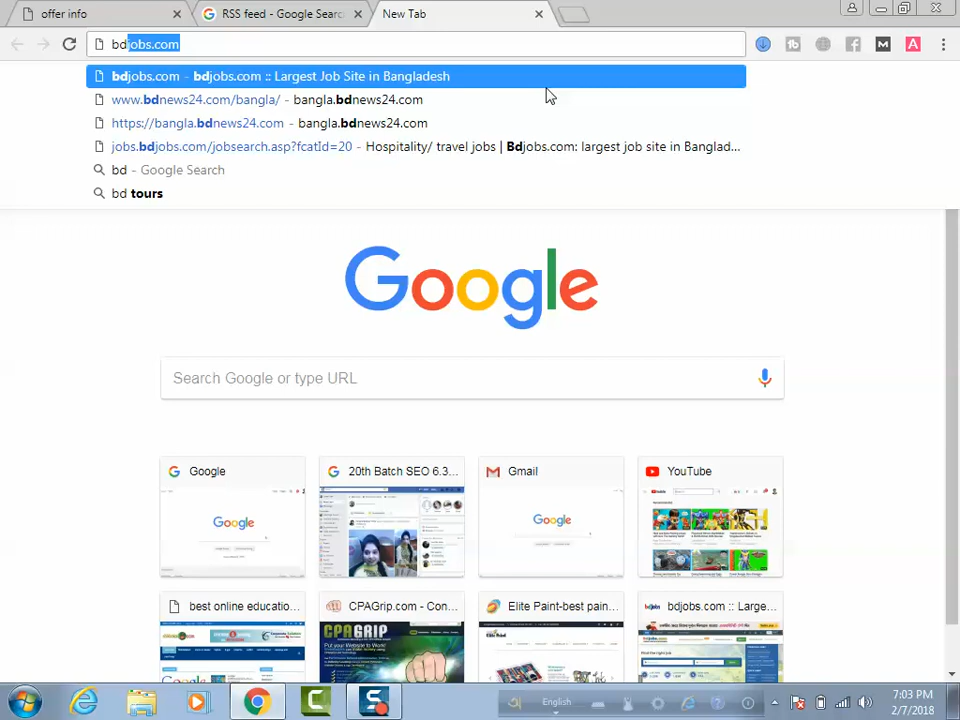 offer info
RSS feed - Google Searc
New Tab
bdjobs.com
bdjobs.com - bdjobs.com :: Largest Job Site in Bangladesh
www.bdnews24.com/bangla/ - bangla.bdnews24.com
https://bangla.bdnews24.com - bangla.bdnews24.com
jobs.bdjobs.com/jobsearch.asp?fcatId=20 - Hospitality/ travel jobs | Bdjobs.com: largest job site in Banglad...
bd - Google Search
bd tours
Google
Search Google or type URL
Google
20th Batch SEO 6.3...
Gmail
YouTube
Google
Google
best online educatio...
CPAGrip.com - Con...
Elite Paint-best pain...
bdjobs.com :: Large...
CPAGRIP
English
7:03 PM
2/7/2018